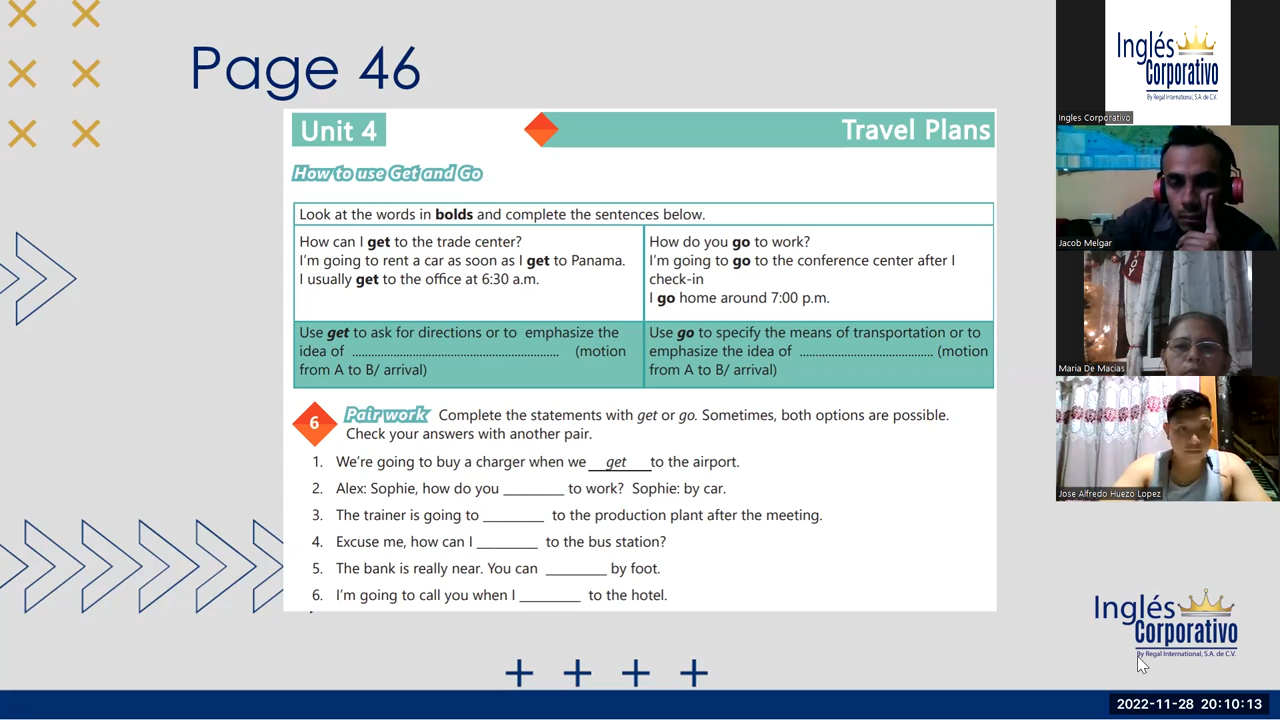 Page 46
Unit 4
Travel Plans
How to use Get and Go
Look at the words in bolds and complete the sentences below.
How can I get to the trade center?
I'm going to rent a car as soon as I get to Panama.
I usually get to the office at 6:30 a.m.
How do you go to work?
I'm going to go to the conference center after I
check-in
I go home around 7:00 p.m.
Use get to ask for directions or to emphasize the
idea of ........................................................ (motion
from A to B/ arrival)
Use go to specify the means of transportation or to
emphasize the idea of ..................................... (motion
from A to B/ arrival)
6 Pair work Complete the statements with get or go. Sometimes, both options are possible.
Check your answers with another pair.
1. We're going to buy a charger when we __get__ to the airport.
2. Alex: Sophie, how do you _______ to work? Sophie: by car.
3. The trainer is going to _______ to the production plant after the meeting.
4. Excuse me, how can I _______ to the bus station?
5. The bank is really near. You can _______ by foot.
6. I'm going to call you when I _______ to the hotel.
Inglés
Corporativo
By Regal International, S.A. de C.V.
Ingles Corporativo
Jacob Melgar
JOY
Maria De Macias
Jose Alfredo Huezo Lopez
Inglés
Corporativo
By Regal International, S.A. de C.V.
2022-11-28 20:10:13